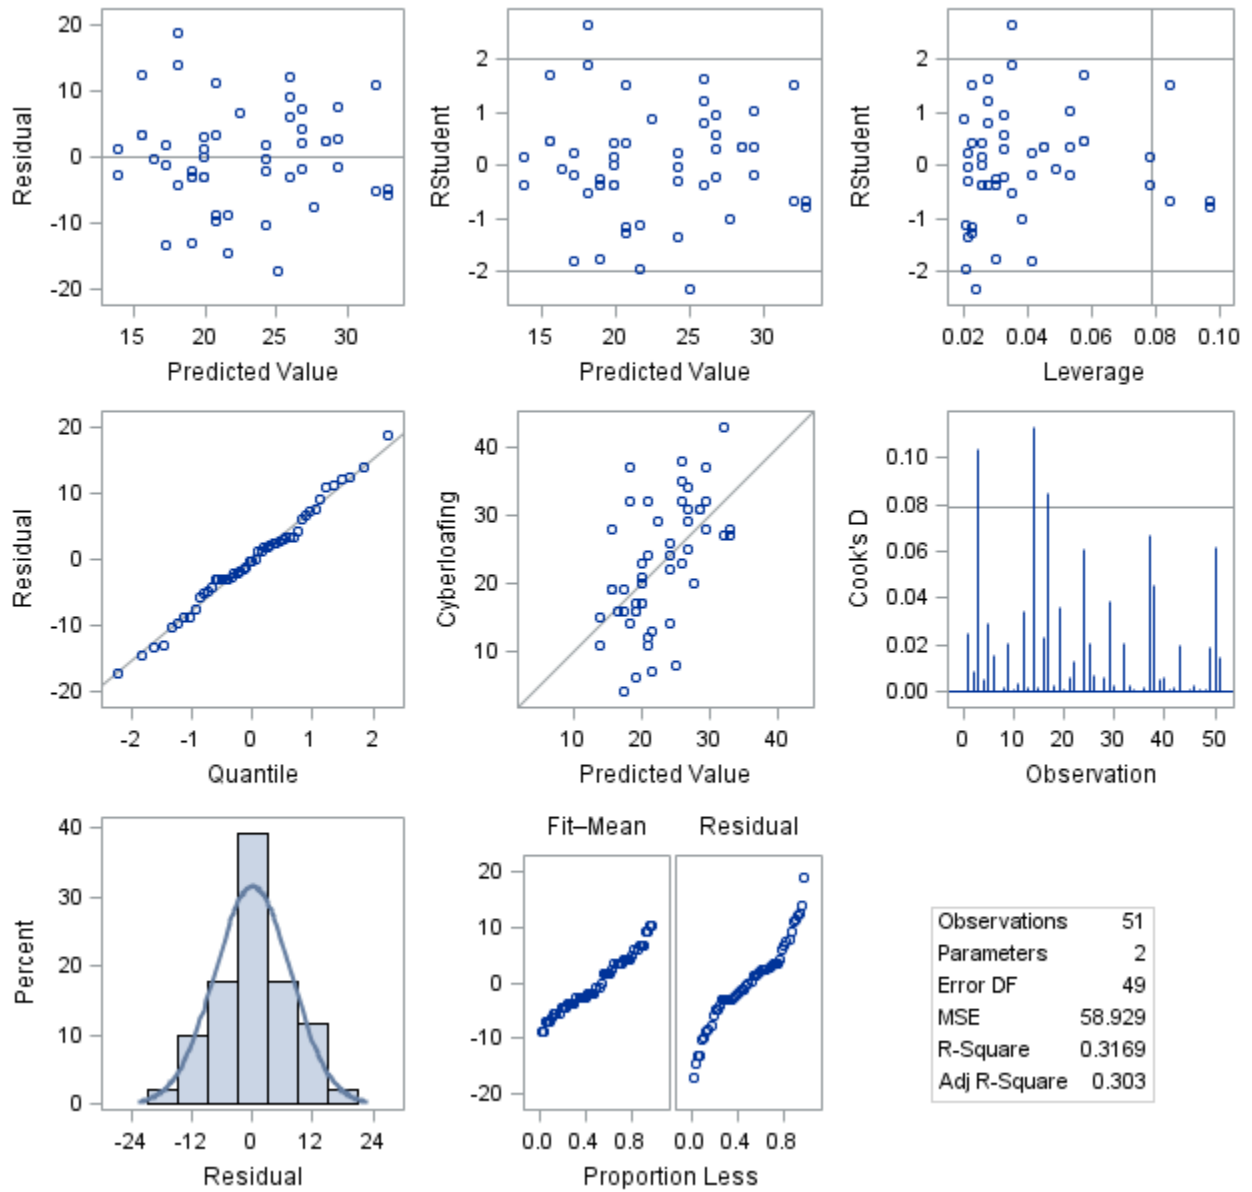 20
10
0
-10
-20
Residual
15 20 25 30
Predicted Value
2
1
0
-1
-2
RStudent
15 20 25 30
Predicted Value
2
1
0
-1
-2
RStudent
0.02 0.04 0.06 0.08 0.10
Leverage
20
10
0
-10
-20
Residual
-2 -1 0 1 2
Quantile
40
30
20
10
Cyberloafing
10 20 30 40
Predicted Value
0.10
0.08
0.06
0.04
0.02
0.00
Cook's D
0 10 20 30 40 50
Observation
40
30
20
10
0
Percent
-24 -12 0 12 24
Residual
Fit–Mean Residual
20
10
0
-10
-20
0.0 0.4 0.8 0.0 0.4 0.8
Proportion Less
Observations 51
Parameters 2
Error DF 49
MSE 58.929
R-Square 0.3169
Adj R-Square 0.303